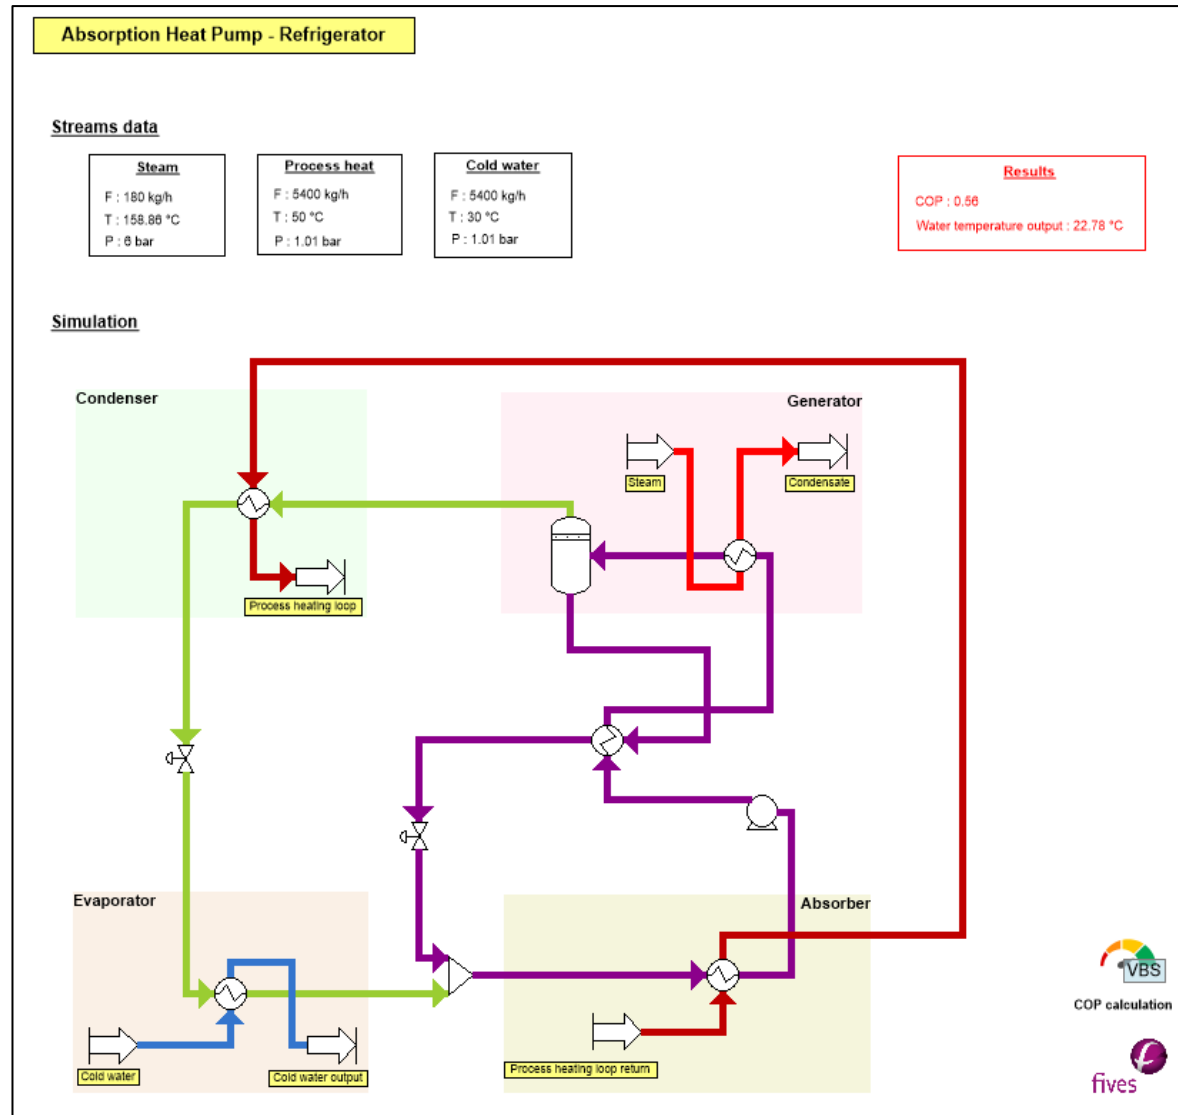 Absorption Heat Pump - Refrigerator
Streams data
Steam
F : 180 kg/h
T : 158.86 °C
P : 6 bar
Process heat
F : 5400 kg/h
T : 50 °C
P : 1.01 bar
Cold water
F : 5400 kg/h
T : 30 °C
P : 1.01 bar
Results
COP : 0.56
Water temperature output : 22.78 °C
Simulation
Condenser
Generator
Steam
Condensate
Process heating loop
Evaporator
Absorber
Cold water
Cold water output
Process heating loop return
VBS
COP calculation
fives